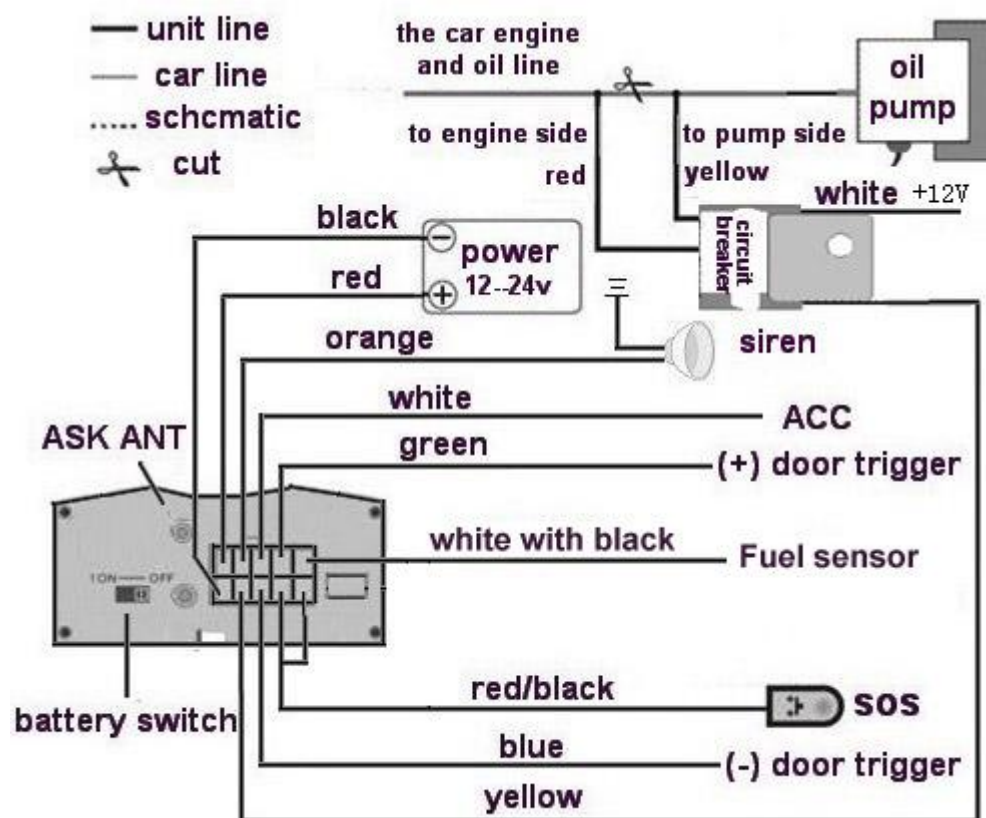 unit line
car line
schcmatic
cut
the car engine
and oil line
oil
pump
to engine side
red
to pump side
yellow
white +12V
circuit
breaker
black
power
12--24v
red
siren
orange
white
ACC
ASK ANT
green
(+) door trigger
white with black
Fuel sensor
1ON OFF
red/black
sos
battery switch
blue
(-) door trigger
yellow